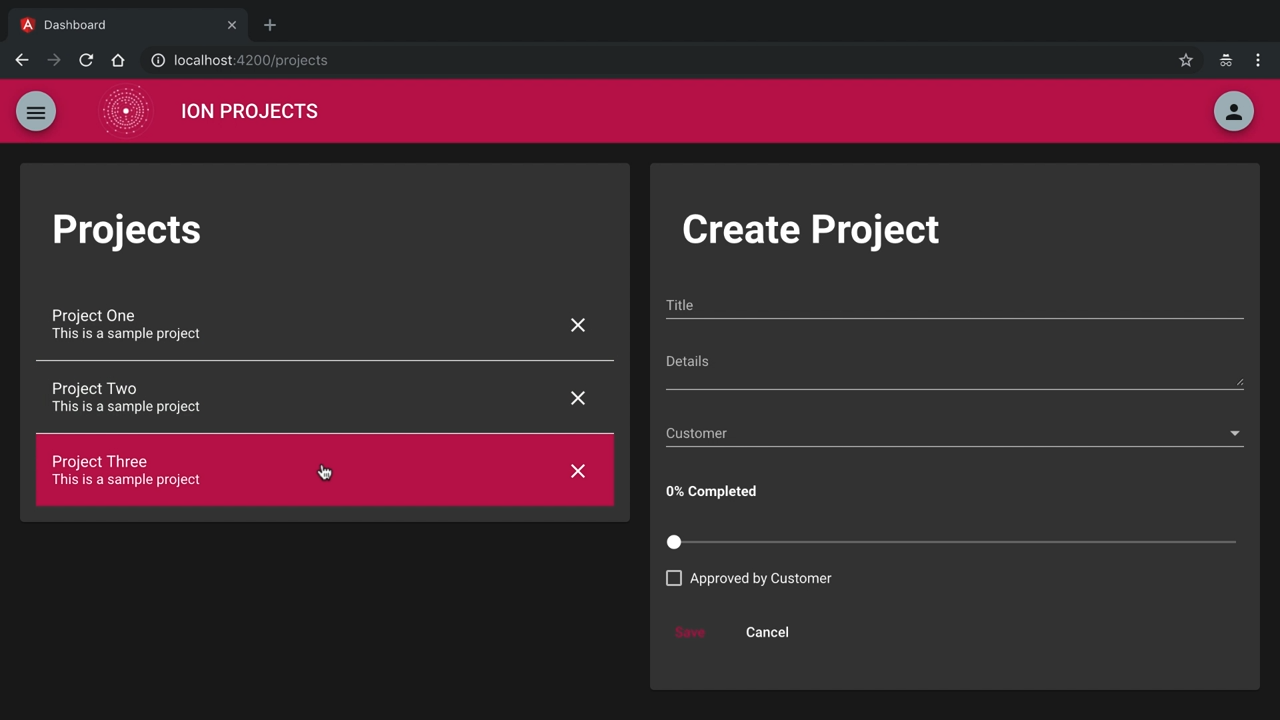 Dashboard
localhost:4200/projects
ION PROJECTS
Projects
Project One
This is a sample project
Project Two
This is a sample project
Project Three
This is a sample project
Create Project
Title
Details
Customer
0% Completed
Approved by Customer
Save
Cancel